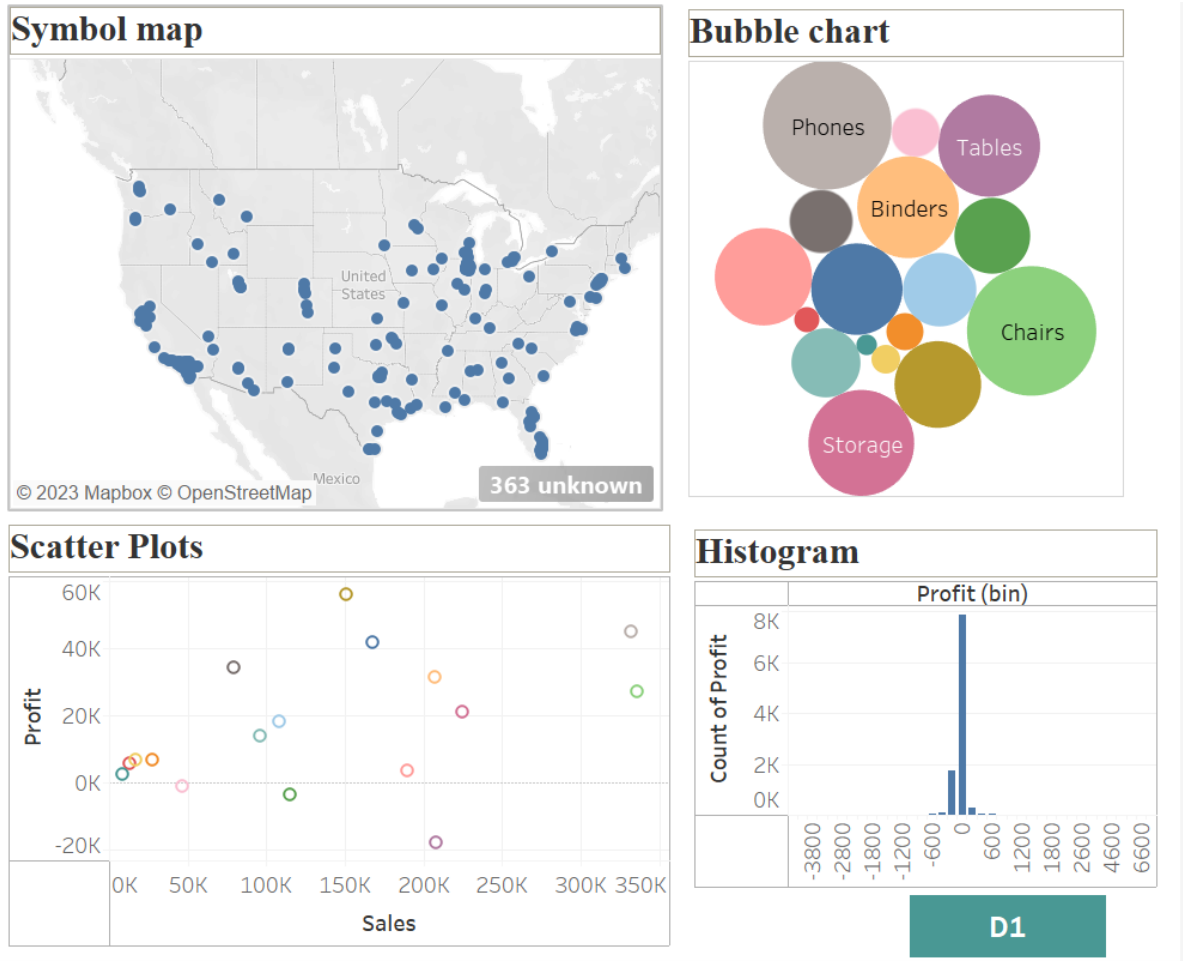 Symbol map
United
States
Mexico
© 2023 Mapbox © OpenStreetMap
363 unknown
Bubble chart
Phones
Tables
Binders
Chairs
Storage
Scatter Plots
60K
40K
20K
0K
-20K
Profit
0K 50K 100K 150K 200K 250K 300K 350K
Sales
Histogram
Profit (bin)
8K
6K
4K
2K
0K
Count of Profit
-3800 -2800 -1800 -1200 -600 0 600 1200 1800 2600 4600 6600
D1